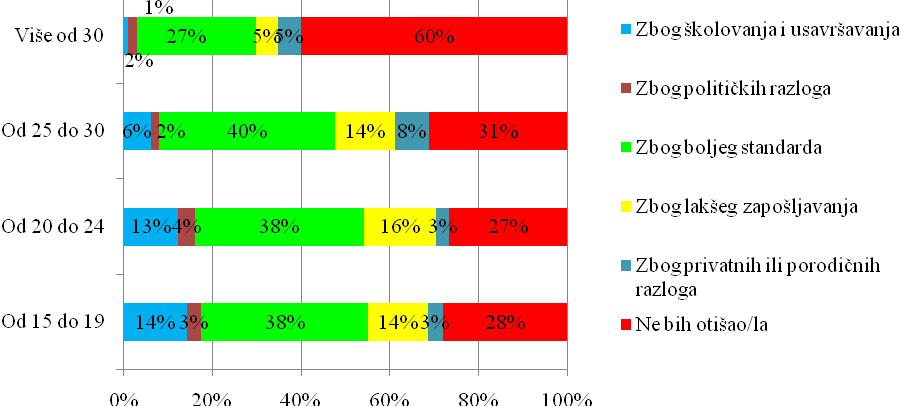 Više od 30
1%
2%
27%
5%
5%
60%
Od 25 do 30
6%
2%
40%
14%
8%
31%
Od 20 do 24
13%
4%
38%
16%
3%
27%
Od 15 do 19
14%
3%
38%
14%
3%
28%
0%
20%
40%
60%
80%
100%
Zbog školovanja i usavršavanja
Zbog političkih razloga
Zbog boljeg standarda
Zbog lakšeg zapošljavanja
Zbog privatnih ili porodičnih
razloga
Ne bih otišao/la